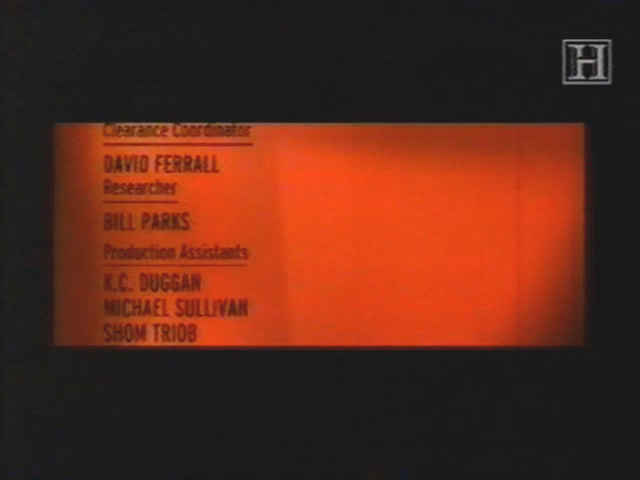 H
Clearance Coordinator
DAVID FERRALL
Researcher
BILL PARKS
Production Assistants
K.C. DUGGAN
MICHAEL SULLIVAN
SHOM TRIOB